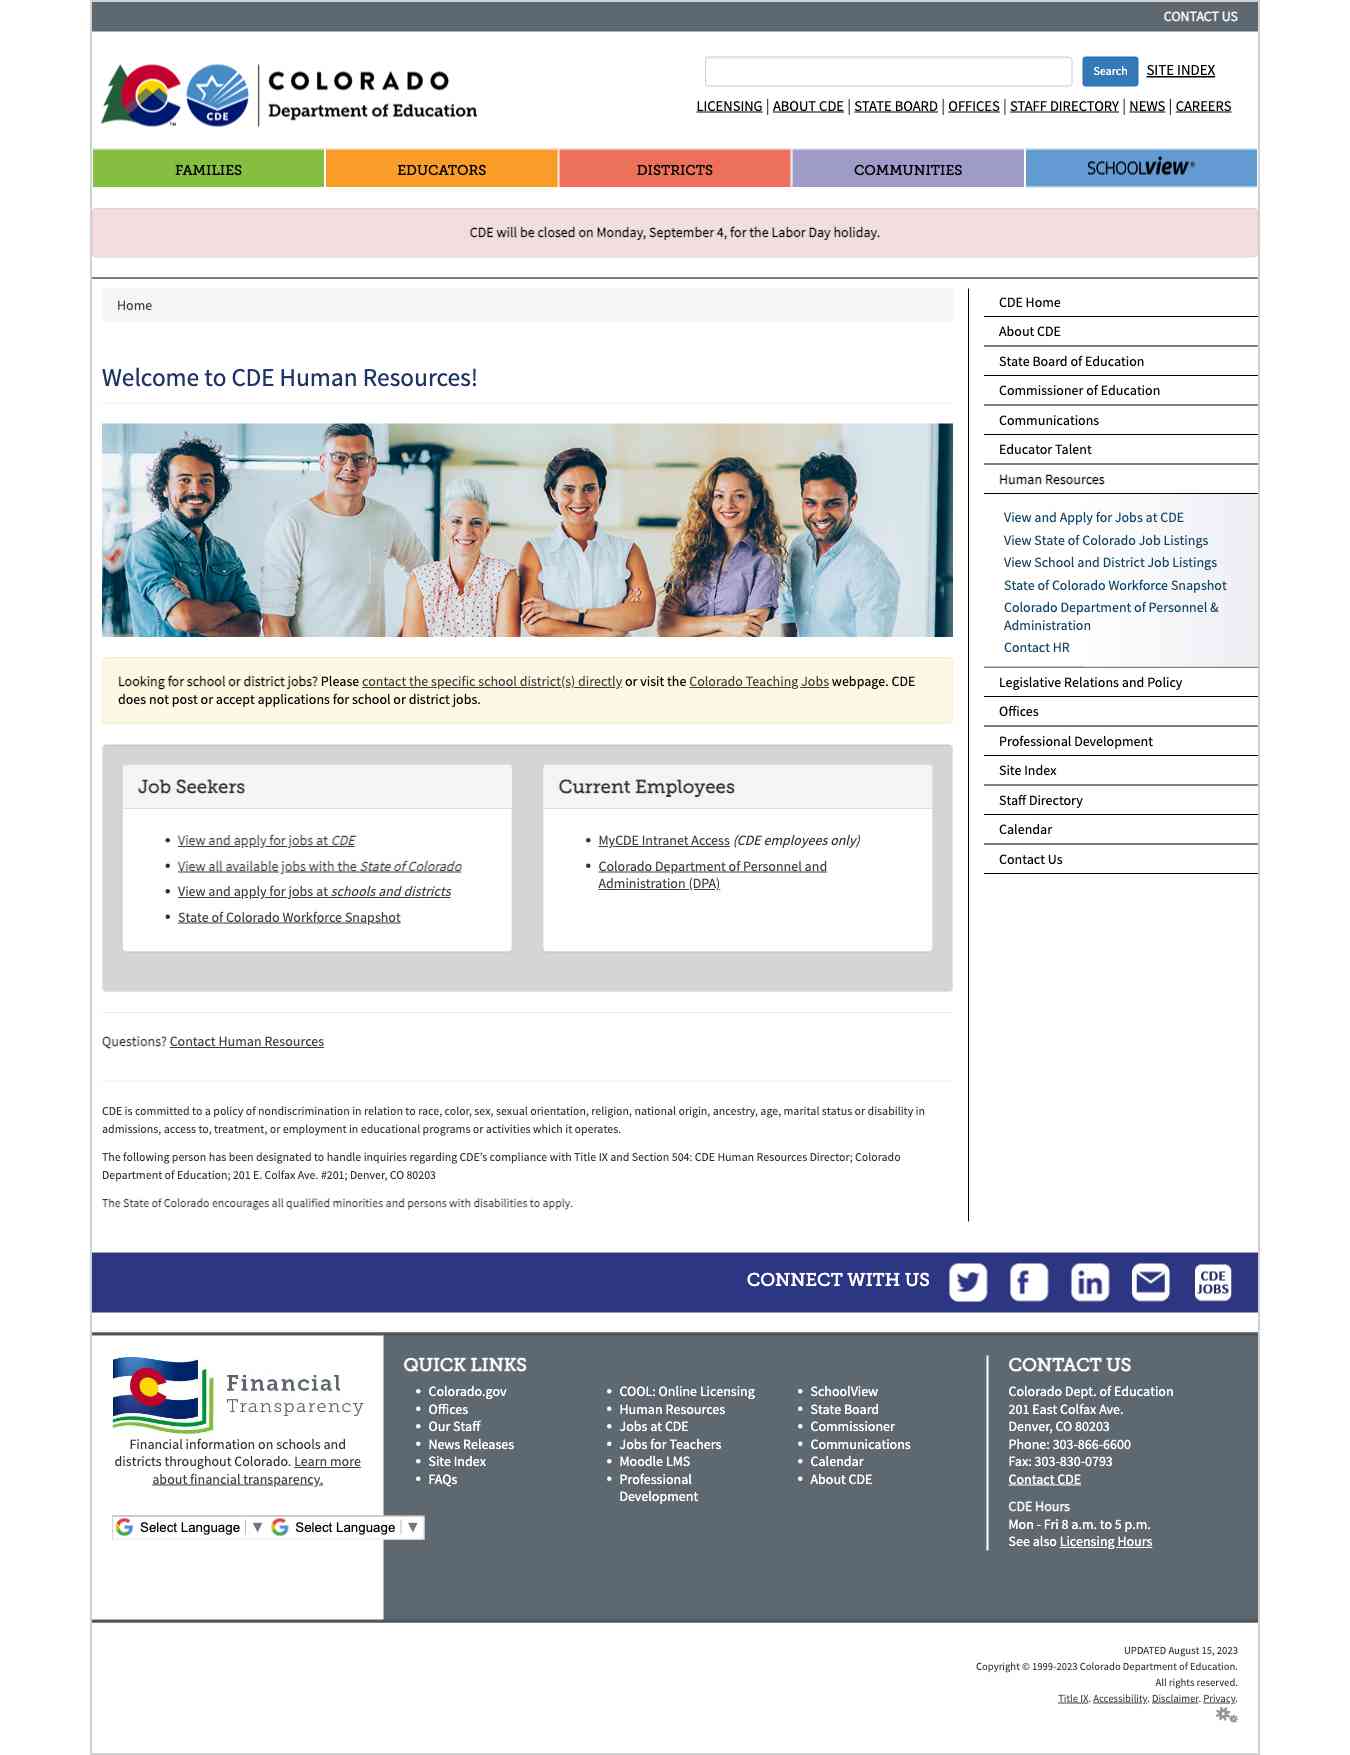 CONTACT US
CDE
™
COLORADO
Department of Education
Search
SITE INDEX
LICENSING | ABOUT CDE | STATE BOARD | OFFICES | STAFF DIRECTORY | NEWS | CAREERS
FAMILIES
EDUCATORS
DISTRICTS
COMMUNITIES
SCHOOLview®
CDE will be closed on Monday, September 4, for the Labor Day holiday.
Home
Welcome to CDE Human Resources!
Looking for school or district jobs? Please contact the specific school district(s) directly or visit the Colorado Teaching Jobs webpage. CDE
does not post or accept applications for school or district jobs.
Job Seekers
• View and apply for jobs at CDE
• View all available jobs with the State of Colorado
• View and apply for jobs at schools and districts
• State of Colorado Workforce Snapshot
Current Employees
• MyCDE Intranet Access (CDE employees only)
• Colorado Department of Personnel and
Administration (DPA)
Questions? Contact Human Resources
CDE is committed to a policy of nondiscrimination in relation to race, color, sex, sexual orientation, religion, national origin, ancestry, age, marital status or disability in
admissions, access to, treatment, or employment in educational programs or activities which it operates.
The following person has been designated to handle inquiries regarding CDE's compliance with Title IX and Section 504: CDE Human Resources Director; Colorado
Department of Education; 201 E. Colfax Ave. #201; Denver, CO 80203
The State of Colorado encourages all qualified minorities and persons with disabilities to apply.
CDE Home
About CDE
State Board of Education
Commissioner of Education
Communications
Educator Talent
Human Resources
View and Apply for Jobs at CDE
View State of Colorado Job Listings
View School and District Job Listings
State of Colorado Workforce Snapshot
Colorado Department of Personnel &
Administration
Contact HR
Legislative Relations and Policy
Offices
Professional Development
Site Index
Staff Directory
Calendar
Contact Us
CONNECT WITH US
CDE
JOBS
Financial
Transparency
Financial information on schools and
districts throughout Colorado. Learn more
about financial transparency.
Select Language ▼
Select Language ▼
QUICK LINKS
• Colorado.gov
• Offices
• Our Staff
• News Releases
• Site Index
• FAQs
• COOL: Online Licensing
• Human Resources
• Jobs at CDE
• Jobs for Teachers
• Moodle LMS
• Professional
Development
• SchoolView
• State Board
• Commissioner
• Communications
• Calendar
• About CDE
CONTACT US
Colorado Dept. of Education
201 East Colfax Ave.
Denver, CO 80203
Phone: 303-866-6600
Fax: 303-830-0793
Contact CDE
CDE Hours
Mon - Fri 8 a.m. to 5 p.m.
See also Licensing Hours
UPDATED August 15, 2023
Copyright © 1999-2023 Colorado Department of Education.
All rights reserved.
Title IX. Accessibility. Disclaimer. Privacy.